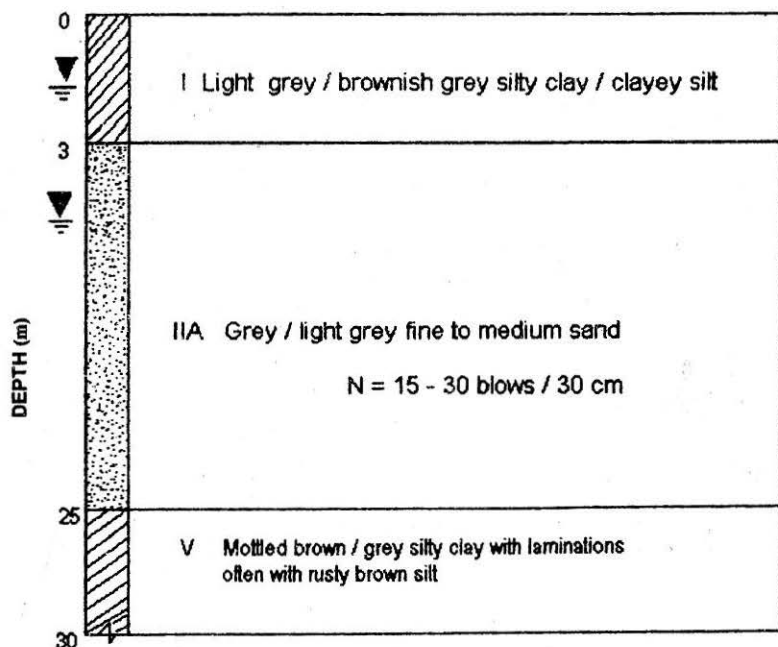 0
I Light grey / brownish grey silty clay / clayey silt
3
DEPTH (m)
IIA Grey / light grey fine to medium sand
N = 15 - 30 blows / 30 cm
25
V Mottled brown / grey silty clay with laminations
often with rusty brown silt
30